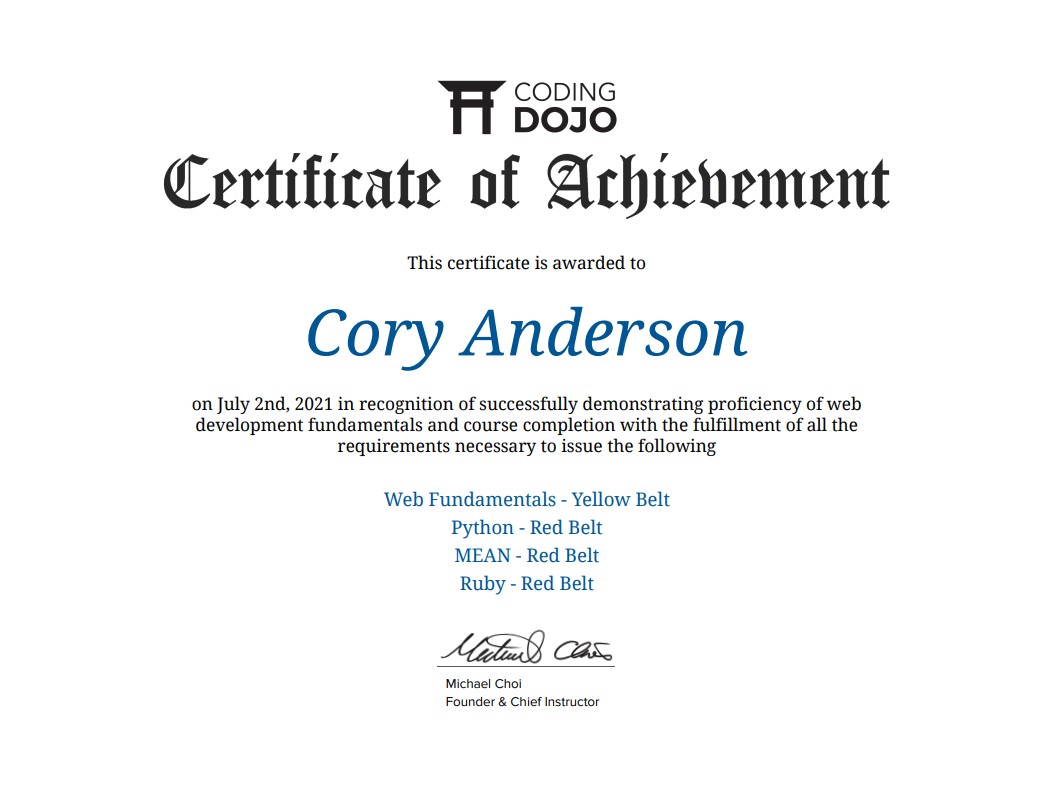 CODING
DOJO
Certificate of Achievement
This certificate is awarded to
Cory Anderson
on July 2nd, 2021 in recognition of successfully demonstrating proficiency of web
development fundamentals and course completion with the fulfillment of all the
requirements necessary to issue the following
Web Fundamentals - Yellow Belt
Python - Red Belt
MEAN - Red Belt
Ruby - Red Belt
Michael Choi
Founder & Chief Instructor